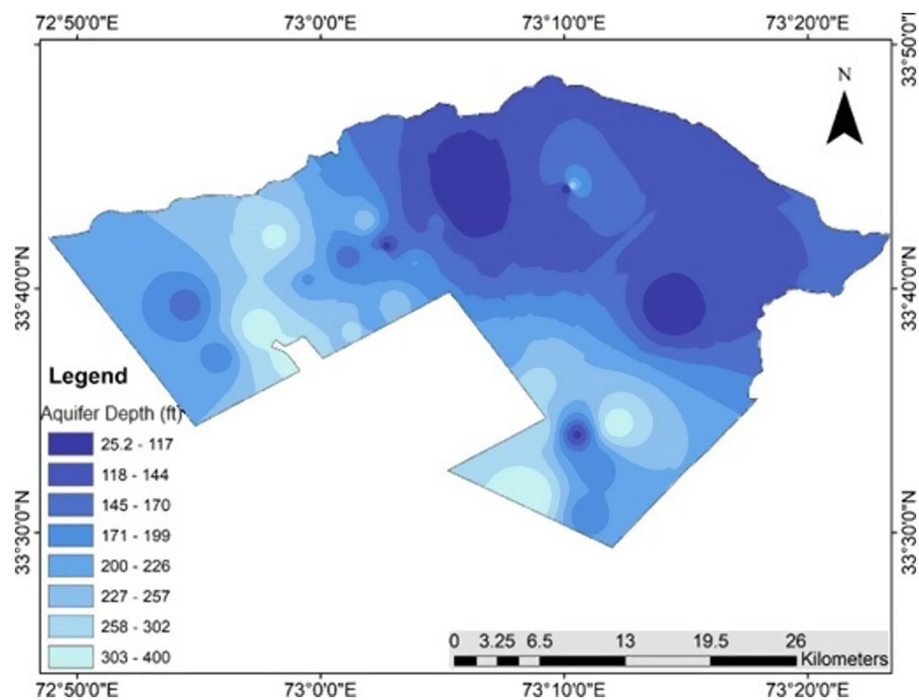 72°50'0"E 73°0'0"E 73°10'0"E 73°20'0"E
33°50'0"
N
33°40'0"N 33°40'0"N
Legend
Aquifer Depth (ft)
25.2 - 117
118 - 144
145 - 170
171 - 199
200 - 226
227 - 257
258 - 302
303 - 400
33°30'0"N 33°30'0"N
0 3.25 6.5 13 19.5 26
Kilometers
72°50'0"E 73°0'0"E 73°10'0"E 73°20'0"E